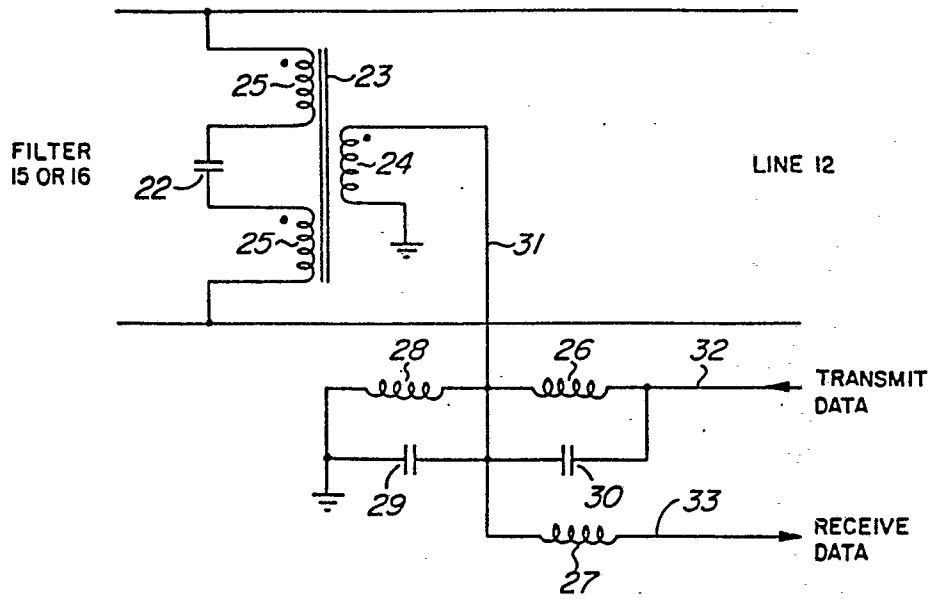 25
23
FILTER
15 OR 16
24
LINE 12
22
25
31
28
26
32
TRANSMIT
DATA
29
30
33
RECEIVE
DATA
27